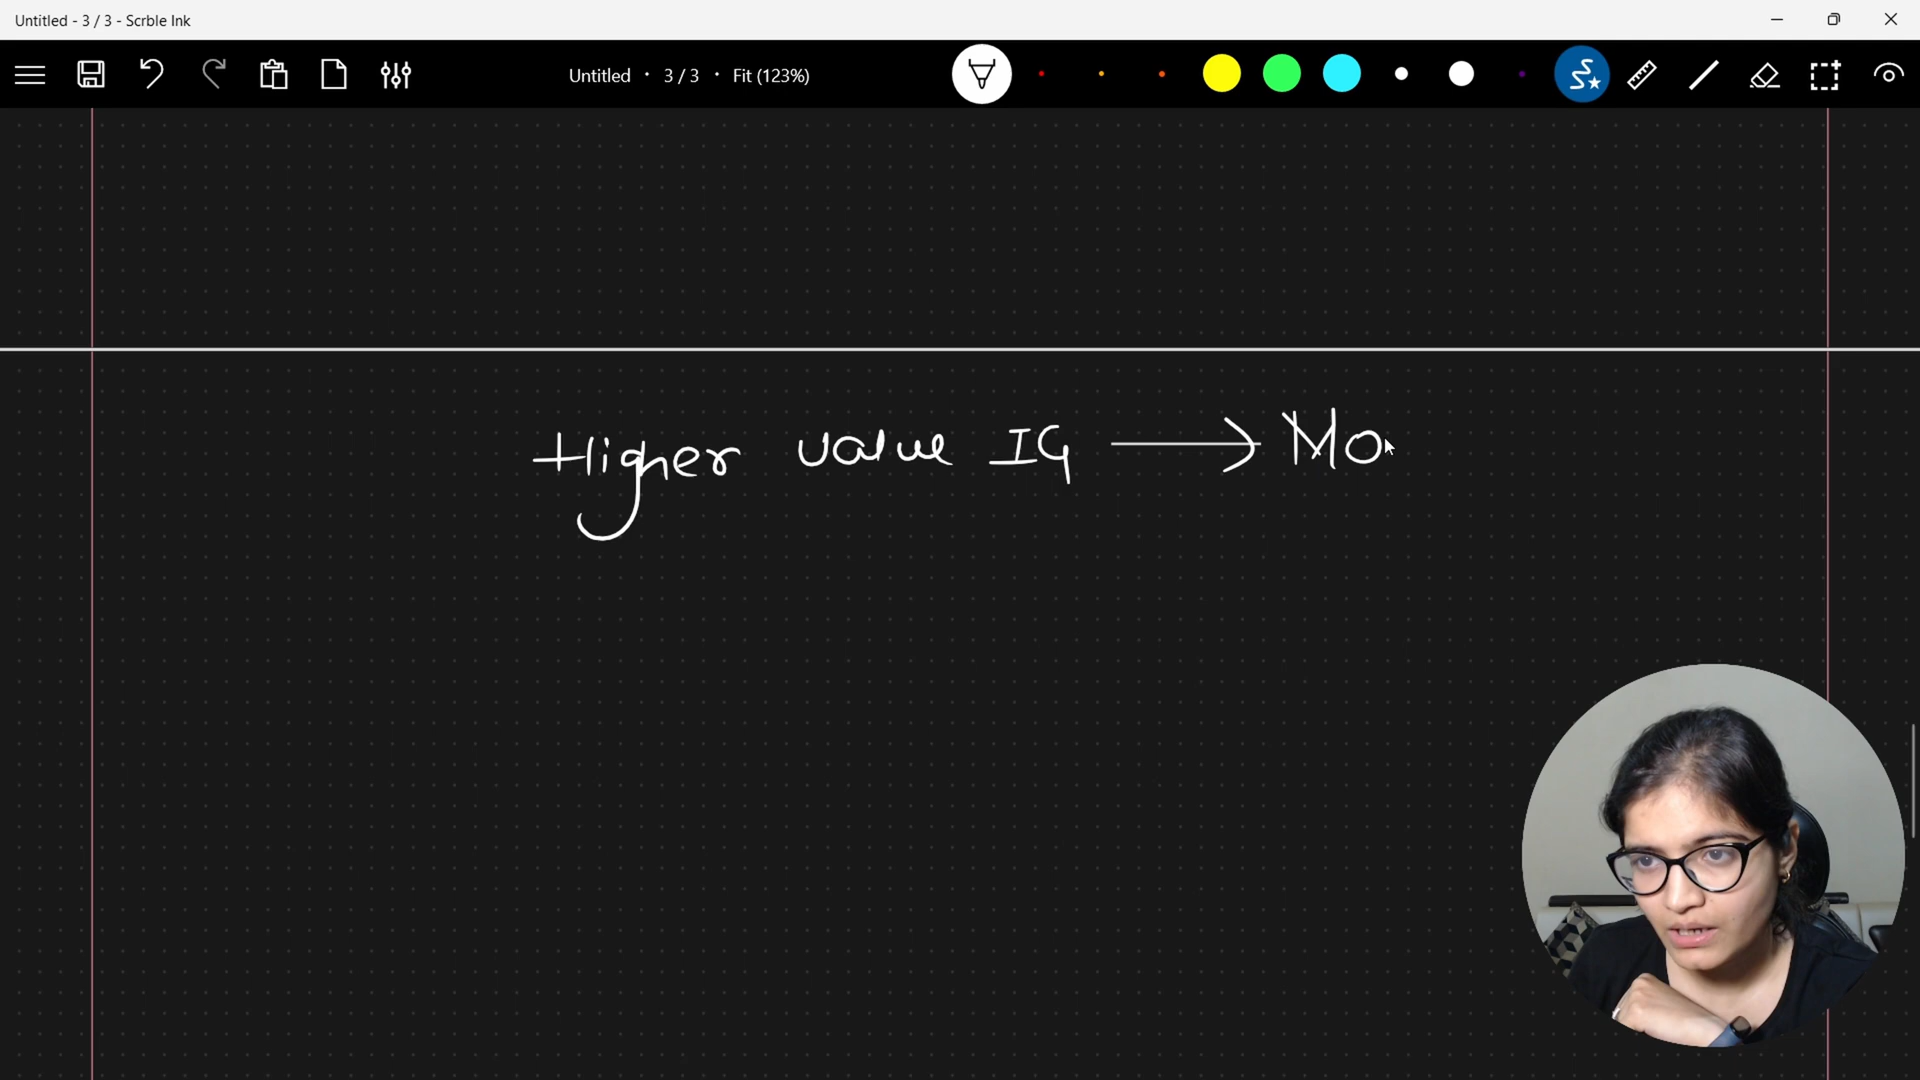 Untitled - 3 / 3 - Scrble Ink
Untitled • 3 / 3 • Fit (123%)
Higher value IG → Mo